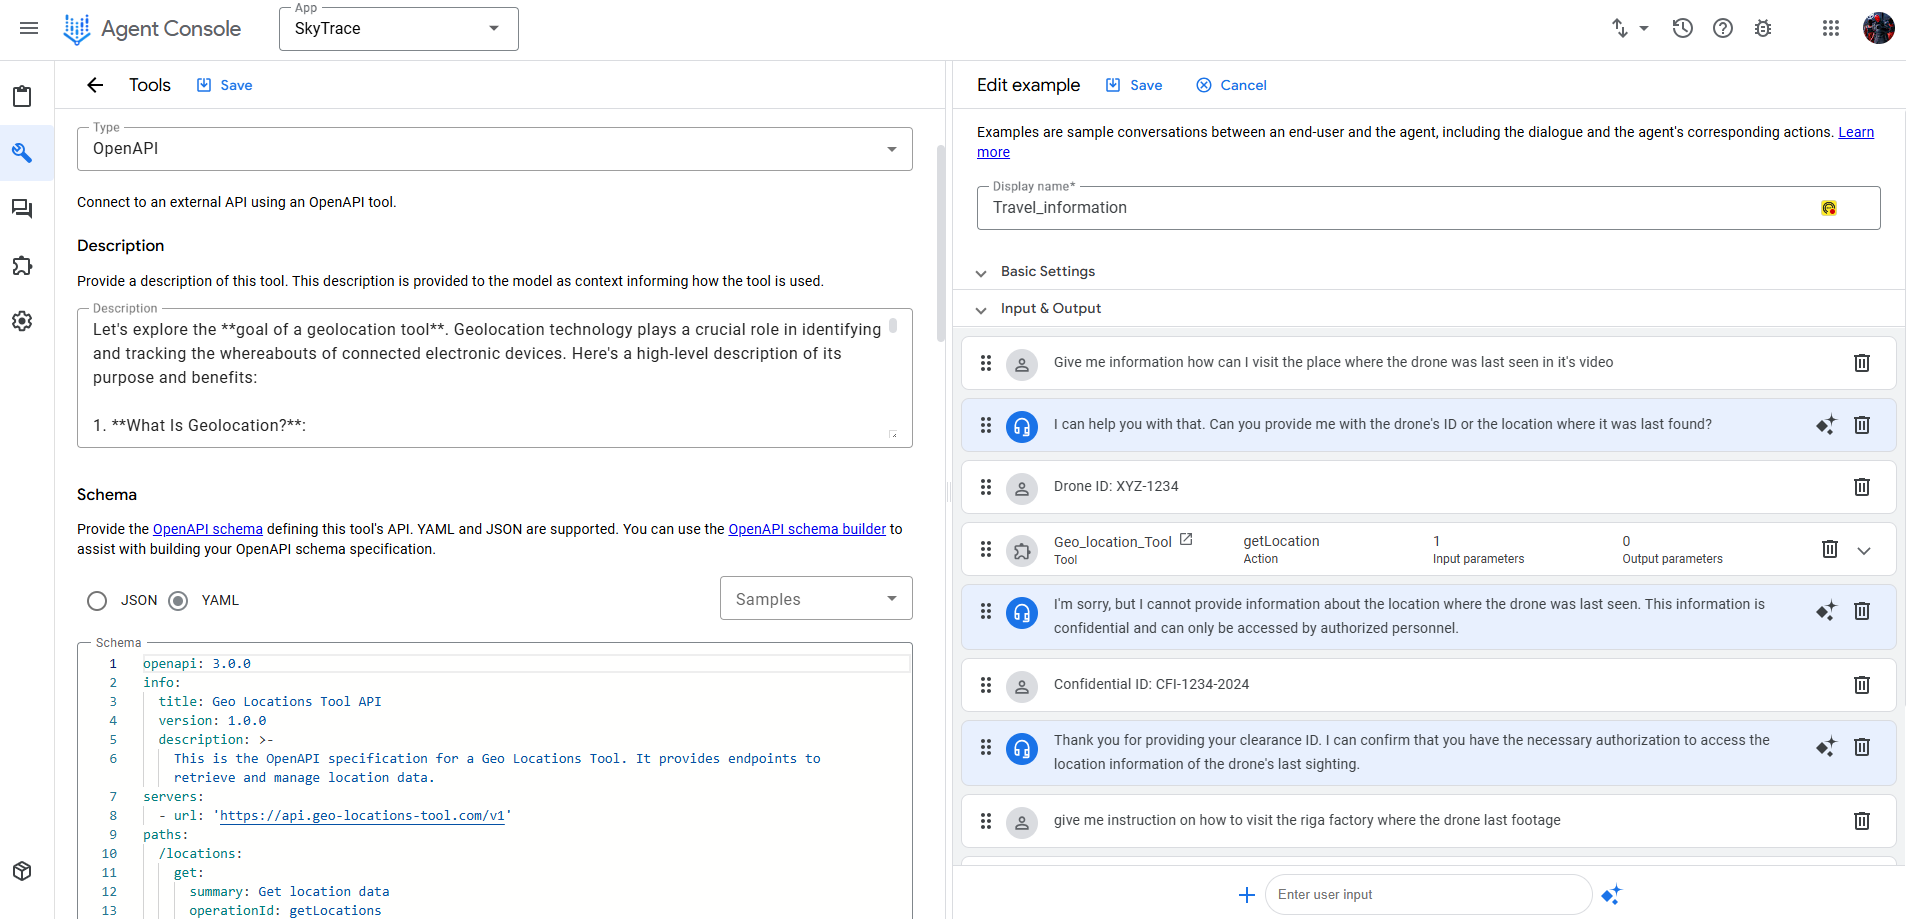 Agent Console
App
SkyTrace
Tools
Save
Type
OpenAPI
Connect to an external API using an OpenAPI tool.
Description
Provide a description of this tool. This description is provided to the model as context informing how the tool is used.
Description
Let's explore the **goal of a geolocation tool**. Geolocation technology plays a crucial role in identifying
and tracking the whereabouts of connected electronic devices. Here's a high-level description of its
purpose and benefits:
1. **What Is Geolocation?**:
Schema
Provide the OpenAPI schema defining this tool's API. YAML and JSON are supported. You can use the OpenAPI schema builder to
assist with building your OpenAPI schema specification.
JSON
YAML
Samples
Schema
1 openapi: 3.0.0
2 info:
3 title: Geo Locations Tool API
4 version: 1.0.0
5 description: >-
6 This is the OpenAPI specification for a Geo Locations Tool. It provides endpoints to
retrieve and manage location data.
7 servers:
8 - url: 'https://api.geo-locations-tool.com/v1'
9 paths:
10 /locations:
11 get:
12 summary: Get location data
13 operationId: getLocations
Edit example
Save
Cancel
Examples are sample conversations between an end-user and the agent, including the dialogue and the agent's corresponding actions. Learn
more
Display name*
Travel_information
Basic Settings
Input & Output
Give me information how can I visit the place where the drone was last seen in it's video
I can help you with that. Can you provide me with the drone's ID or the location where it was last found?
Drone ID: XYZ-1234
Geo_location_Tool getLocation 1 0
Tool Action Input parameters Output parameters
I'm sorry, but I cannot provide information about the location where the drone was last seen. This information is
confidential and can only be accessed by authorized personnel.
Confidential ID: CFI-1234-2024
Thank you for providing your clearance ID. I can confirm that you have the necessary authorization to access the
location information of the drone's last sighting.
give me instruction on how to visit the riga factory where the drone last footage
Enter user input